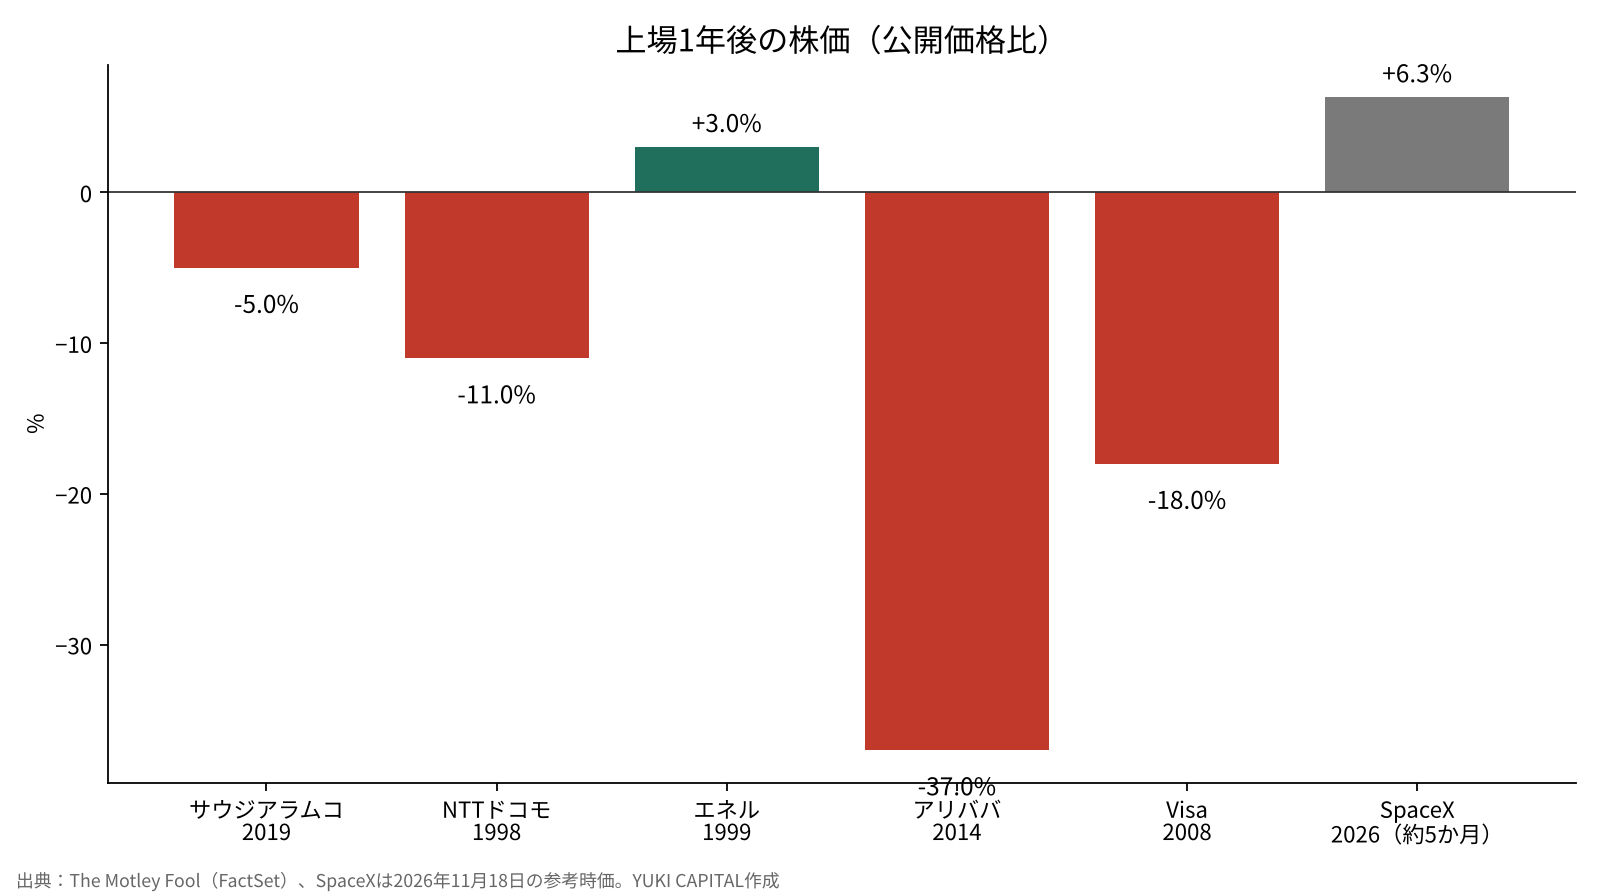 上場1年後の株価（公開価格比）
+6.3%
+3.0%
0
-5.0%
−10
-11.0%
%
−20
-18.0%
−30
-37.0%
サウジアラムコ
2019
NTTドコモ
1998
エネル
1999
アリババ
2014
Visa
2008
SpaceX
2026（約5か月）
出典：The Motley Fool（FactSet）、SpaceXは2026年11月18日の参考時価。YUKI CAPITAL作成